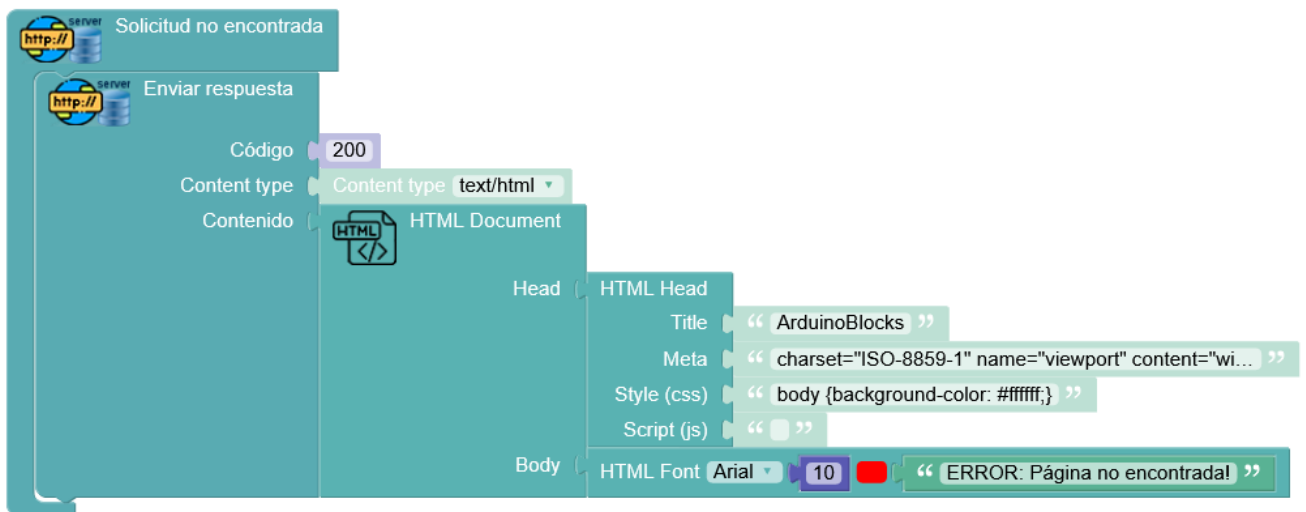 server
http://
Solicitud no encontrada
server
http://
Enviar respuesta
Código 200
Content type Content type text/html
Contenido HTML </> HTML Document
Head HTML Head
Title “ ArduinoBlocks ”
Meta “ charset="ISO-8859-1" name="viewport" content="wi... ”
Style (css) “ body {background-color: #ffffff;} ”
Script (js) “ ”
Body HTML Font Arial 10 “ ERROR: Página no encontrada! ”